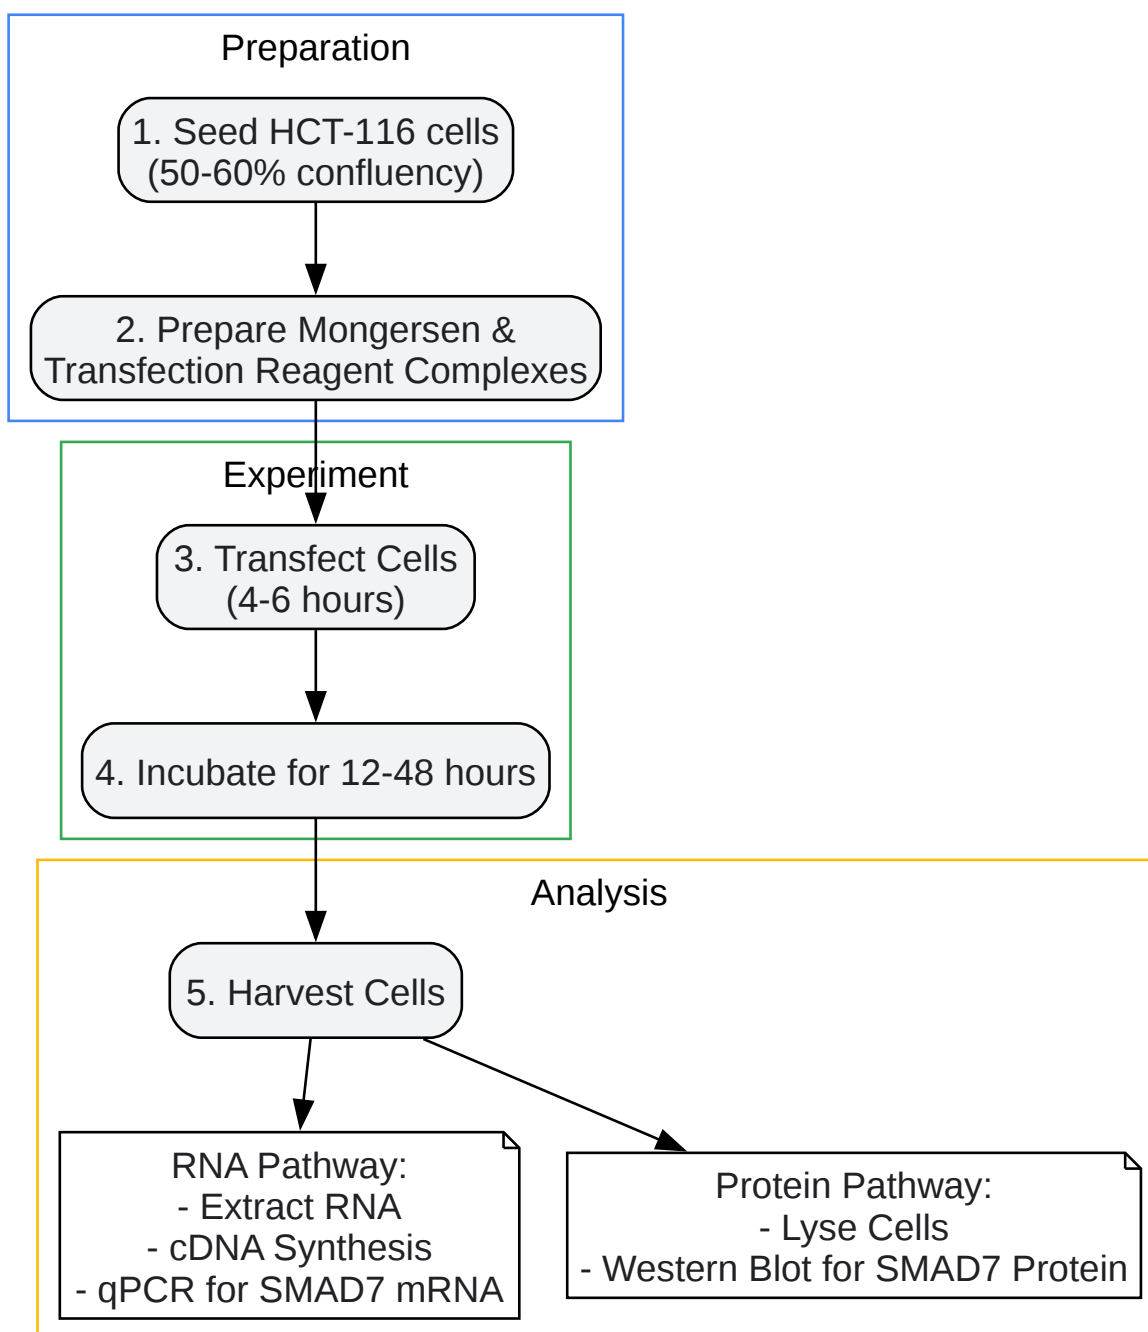 Preparation
1. Seed HCT-116 cells
(50-60% confluency)
2. Prepare Mongersen &
Transfection Reagent Complexes
Experiment
3. Transfect Cells
(4-6 hours)
4. Incubate for 12-48 hours
Analysis
5. Harvest Cells
RNA Pathway:
- Extract RNA
- cDNA Synthesis
- qPCR for SMAD7 mRNA
Protein Pathway:
- Lyse Cells
- Western Blot for SMAD7 Protein